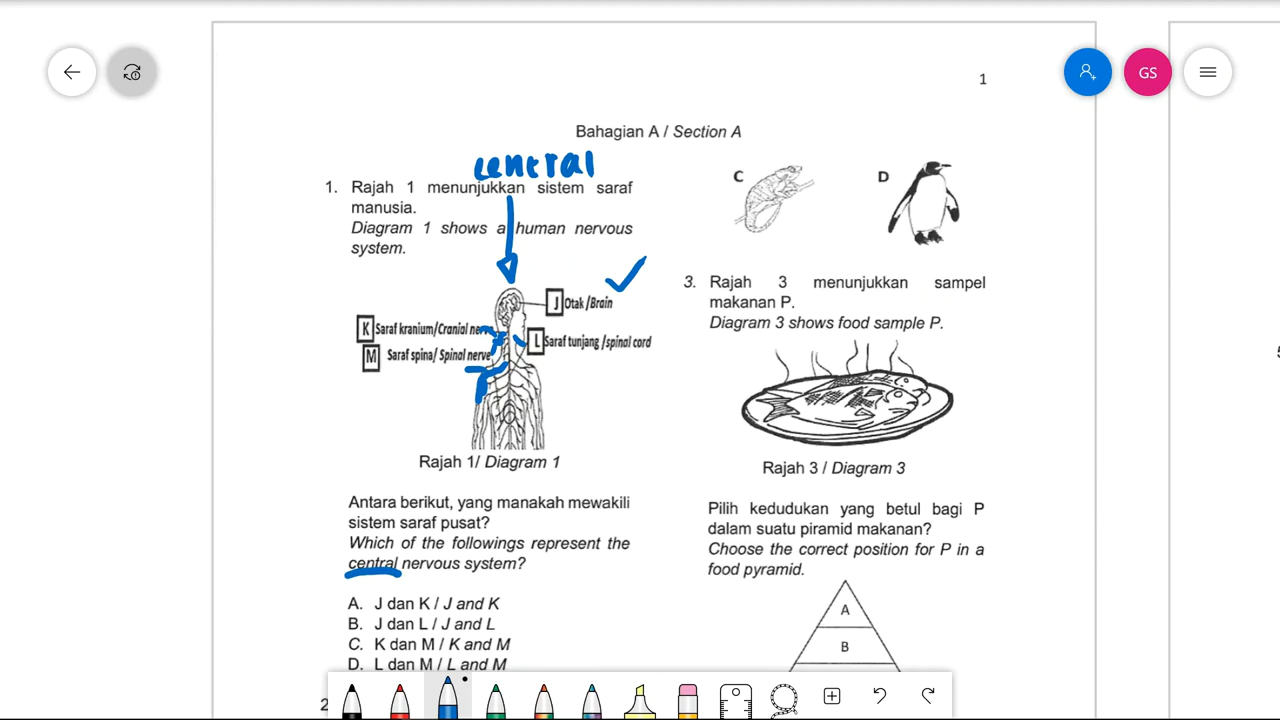 GS
1
Bahagian A / Section A
central
1. Rajah 1 menunjukkan sistem saraf
manusia.
Diagram 1 shows a human nervous
system.
J Otak /Brain
K Saraf kranium/Cranial nerve
L Saraf tunjang /spinal cord
M Saraf spina/ Spinal nerve
Rajah 1/ Diagram 1
Antara berikut, yang manakah mewakili
sistem saraf pusat?
Which of the followings represent the
central nervous system?
A. J dan K / J and K
B. J dan L / J and L
C. K dan M / K and M
D. L dan M / L and M
2
C
D
3. Rajah 3 menunjukkan sampel
makanan P.
Diagram 3 shows food sample P.
Rajah 3 / Diagram 3
Pilih kedudukan yang betul bagi P
dalam suatu piramid makanan?
Choose the correct position for P in a
food pyramid.
A
B